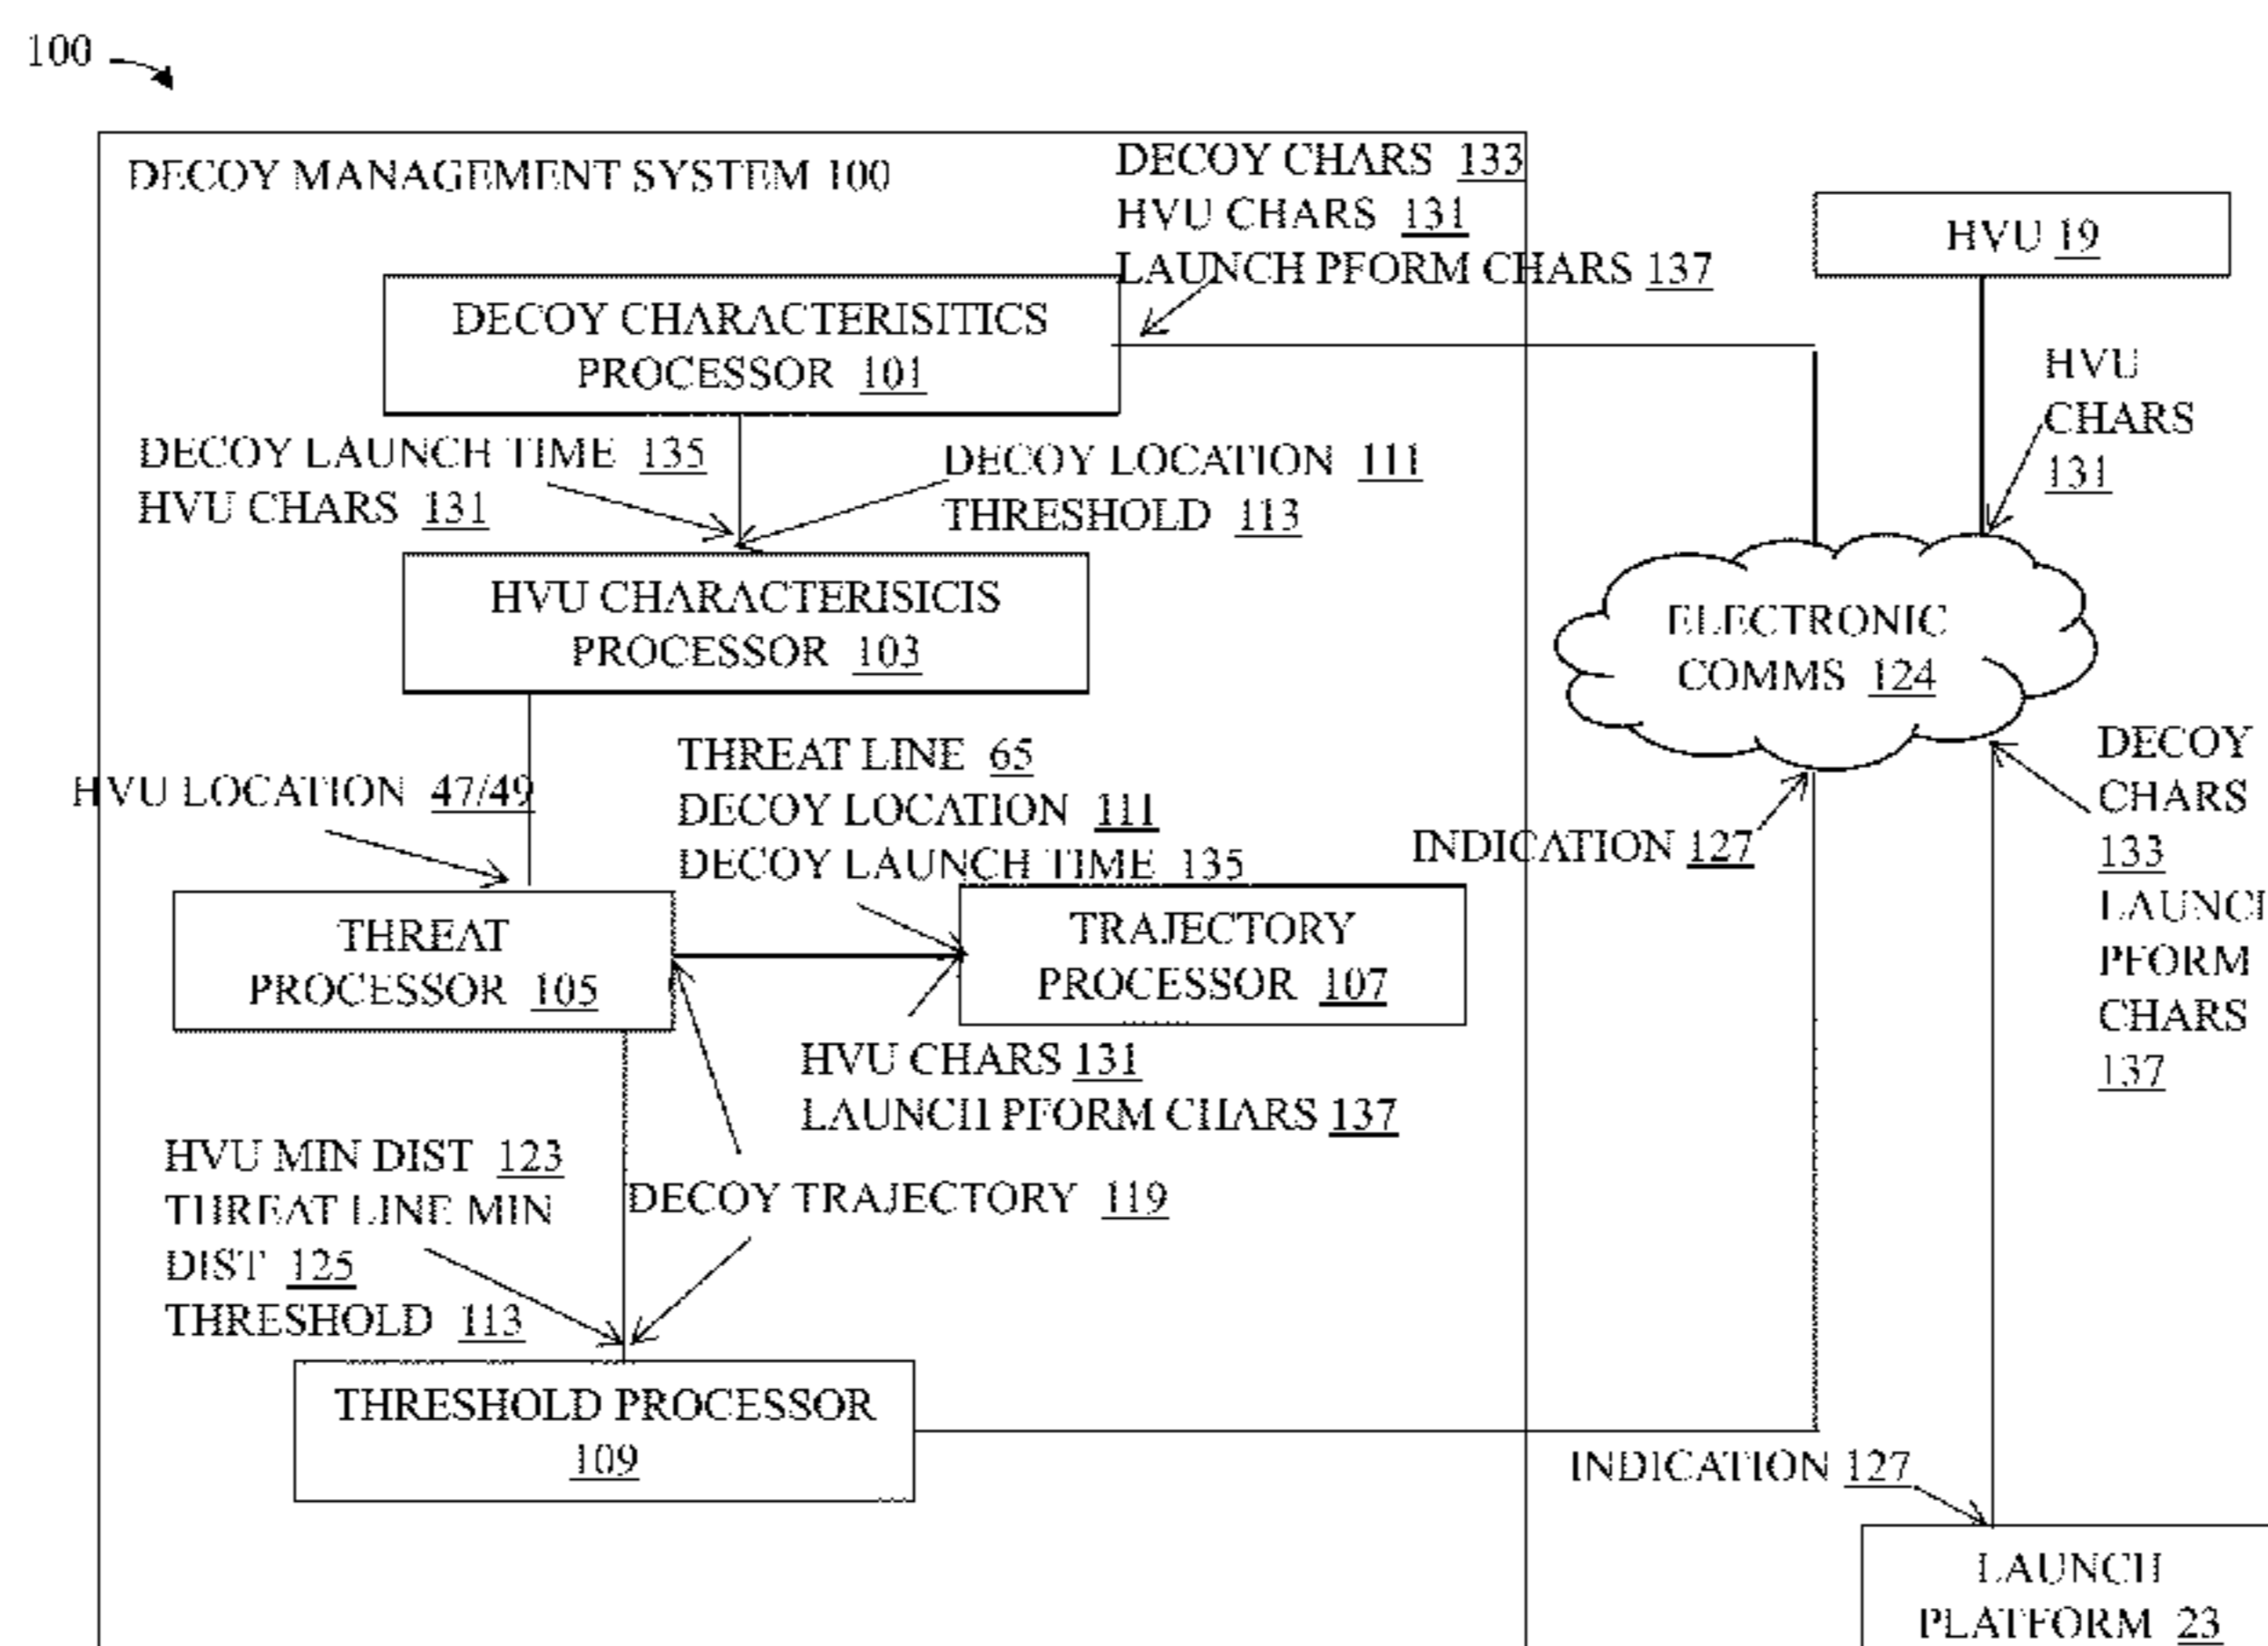 100
DECOY MANAGEMENT SYSTEM 100
DECOY CHARS 133
HVU CHARS 131
LAUNCH PFORM CHARS 137
HVU 19
DECOY CHARACTERISITICS
PROCESSOR 101
HVU
CHARS
131
DECOY LAUNCH TIME 135
HVU CHARS 131
DECOY LOCATION 111
THRESHOLD 113
HVU CHARACTERISICIS
PROCESSOR 103
ELECTRONIC
COMMS 124
HVU LOCATION 47/49
THREAT LINE 65
DECOY LOCATION 111
DECOY LAUNCH TIME 135
INDICATION 127
DECOY
CHARS
133
LAUNCH
PFORM
CHARS
137
THREAT
PROCESSOR 105
TRAJECTORY
PROCESSOR 107
HVU CHARS 131
LAUNCH PFORM CHARS 137
HVU MIN DIST 123
THREAT LINE MIN
DIST 125
THRESHOLD 113
DECOY TRAJECTORY 119
THRESHOLD PROCESSOR
109
INDICATION 127
LAUNCH
PLATFORM 23